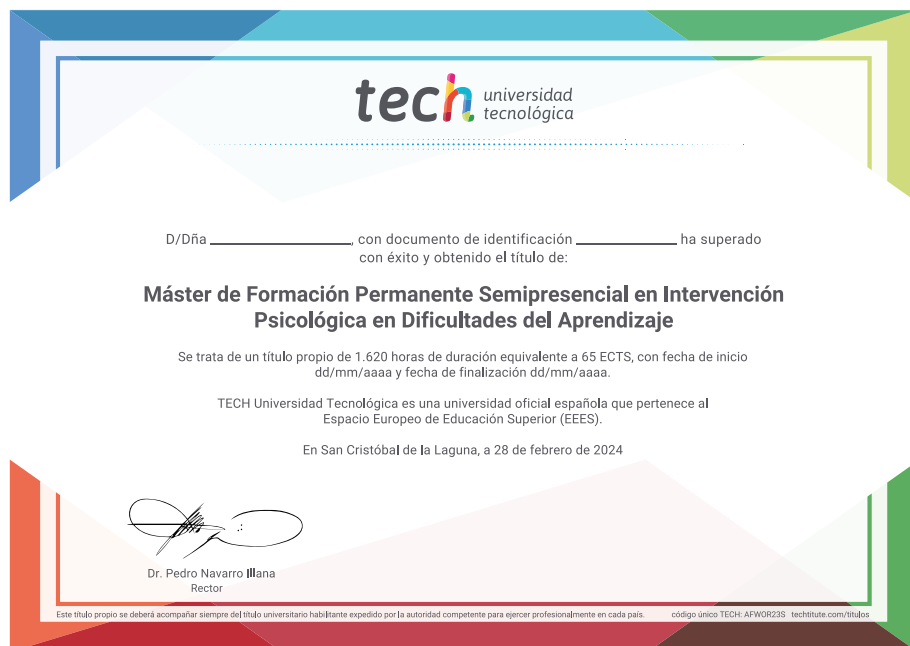 tech universidad
tecnológica
D/Dña ____________________, con documento de identificación ______________ ha superado
con éxito y obtenido el título de:
Máster de Formación Permanente Semipresencial en Intervención
Psicológica en Dificultades del Aprendizaje
Se trata de un título propio de 1.620 horas de duración equivalente a 65 ECTS, con fecha de inicio
dd/mm/aaaa y fecha de finalización dd/mm/aaaa.
TECH Universidad Tecnológica es una universidad oficial española que pertenece al
Espacio Europeo de Educación Superior (EEES).
En San Cristóbal de la Laguna, a 28 de febrero de 2024
Dr. Pedro Navarro Illana
Rector
Este título propio se deberá acompañar siempre del título universitario habilitante expedido por la autoridad competente para ejercer profesionalmente en cada país. código único TECH: AFWOR23S techtitute.com/titulos